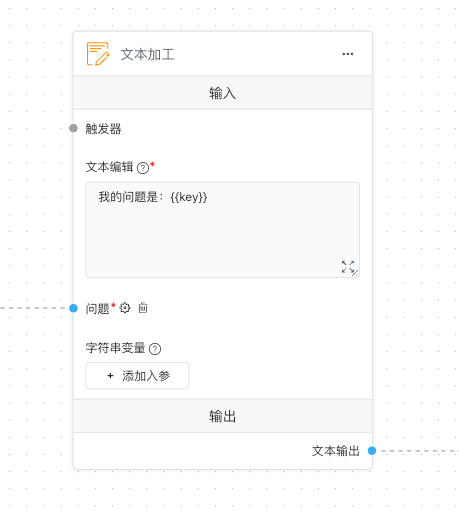 文本加工
输入
触发器
文本编辑 ? *
我的问题是：{{key}}
问题 *
字符串变量 ?
+ 添加入参
输出
文本输出